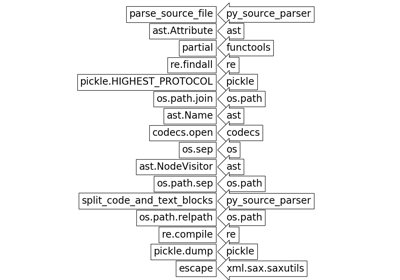 parse_source_file py_source_parser
ast.Attribute ast
partial functools
re.findall re
pickle.HIGHEST_PROTOCOL pickle
os.path.join os.path
ast.Name ast
codecs.open codecs
os.sep os
ast.NodeVisitor ast
os.path.sep os.path
split_code_and_text_blocks py_source_parser
os.path.relpath os.path
re.compile re
pickle.dump pickle
escape xml.sax.saxutils